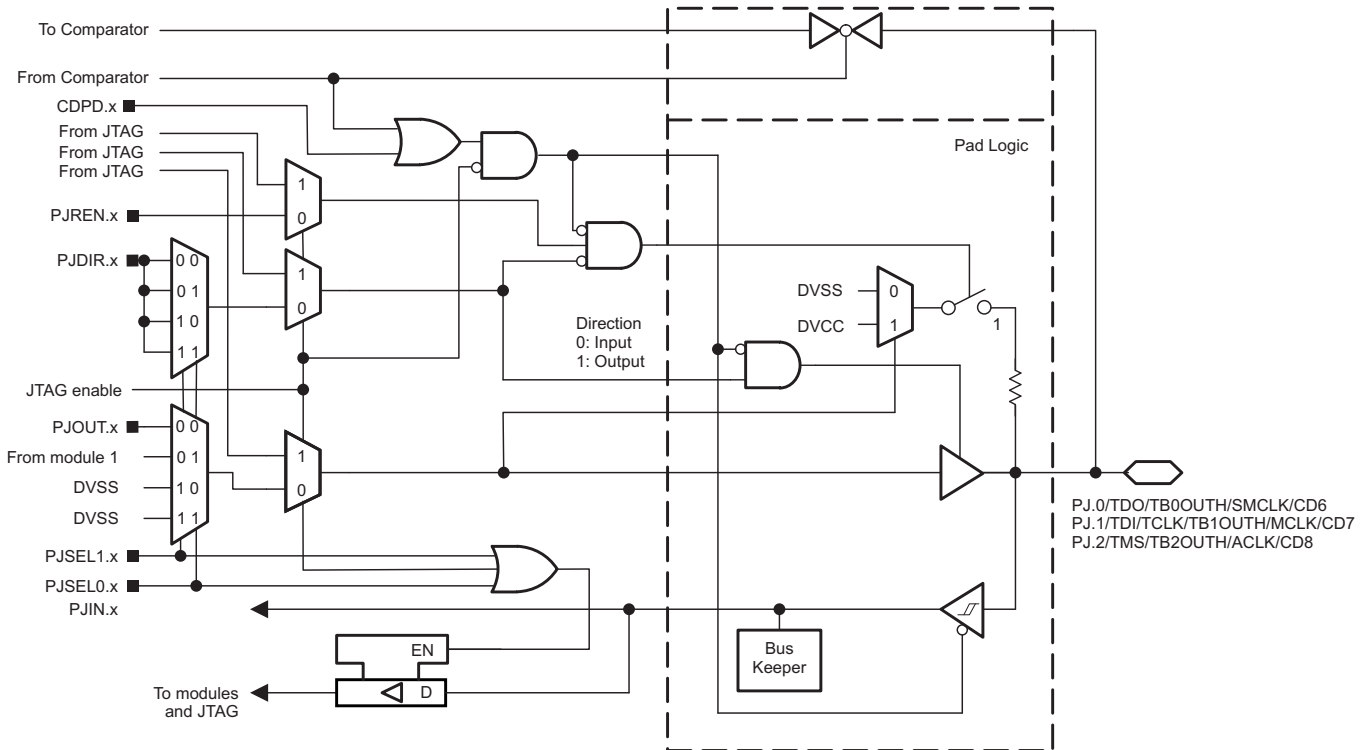 To Comparator
From Comparator
CDPD.x
From JTAG
From JTAG
From JTAG
Pad Logic
1
0
PJREN.x
PJDIR.x
0 0
0 1
1 0
1 1
1
0
DVSS
0
DVCC
1
1
Direction
0: Input
1: Output
JTAG enable
PJOUT.x
0 0
From module 1
0 1
DVSS
1 0
DVSS
1 1
1
0
PJ.0/TDO/TB0OUTH/SMCLK/CD6
PJ.1/TDI/TCLK/TB1OUTH/MCLK/CD7
PJ.2/TMS/TB2OUTH/ACLK/CD8
PJSEL1.x
PJSEL0.x
PJIN.x
EN
D
Bus
Keeper
To modules
and JTAG